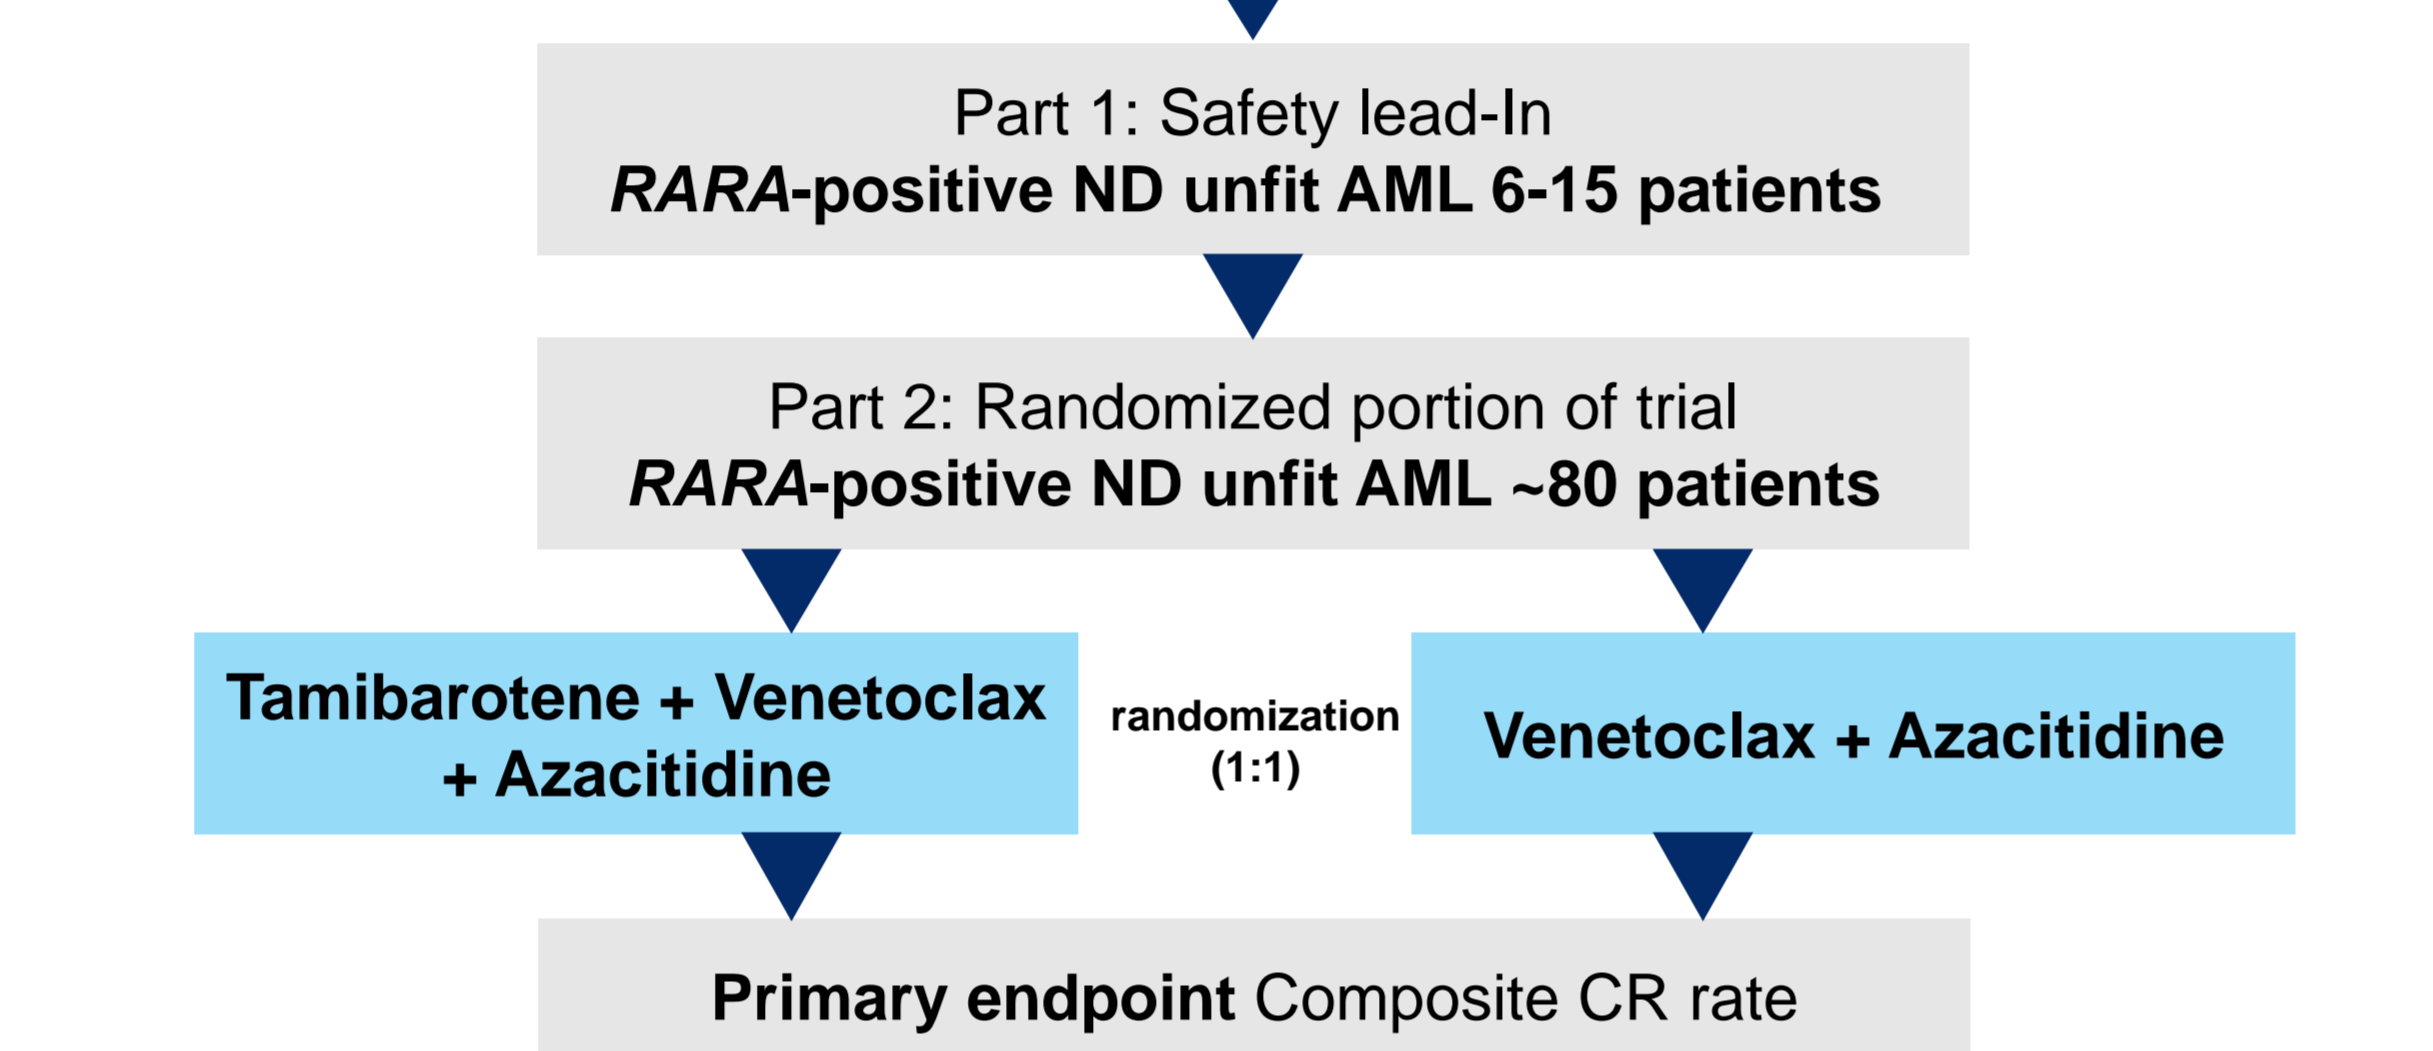 Part 1: Safety lead-In
RARA-positive ND unfit AML 6-15 patients
Part 2: Randomized portion of trial
RARA-positive ND unfit AML ~80 patients
Tamibarotene + Venetoclax
+ Azacitidine
randomization
(1:1)
Venetoclax + Azacitidine
Primary endpoint Composite CR rate